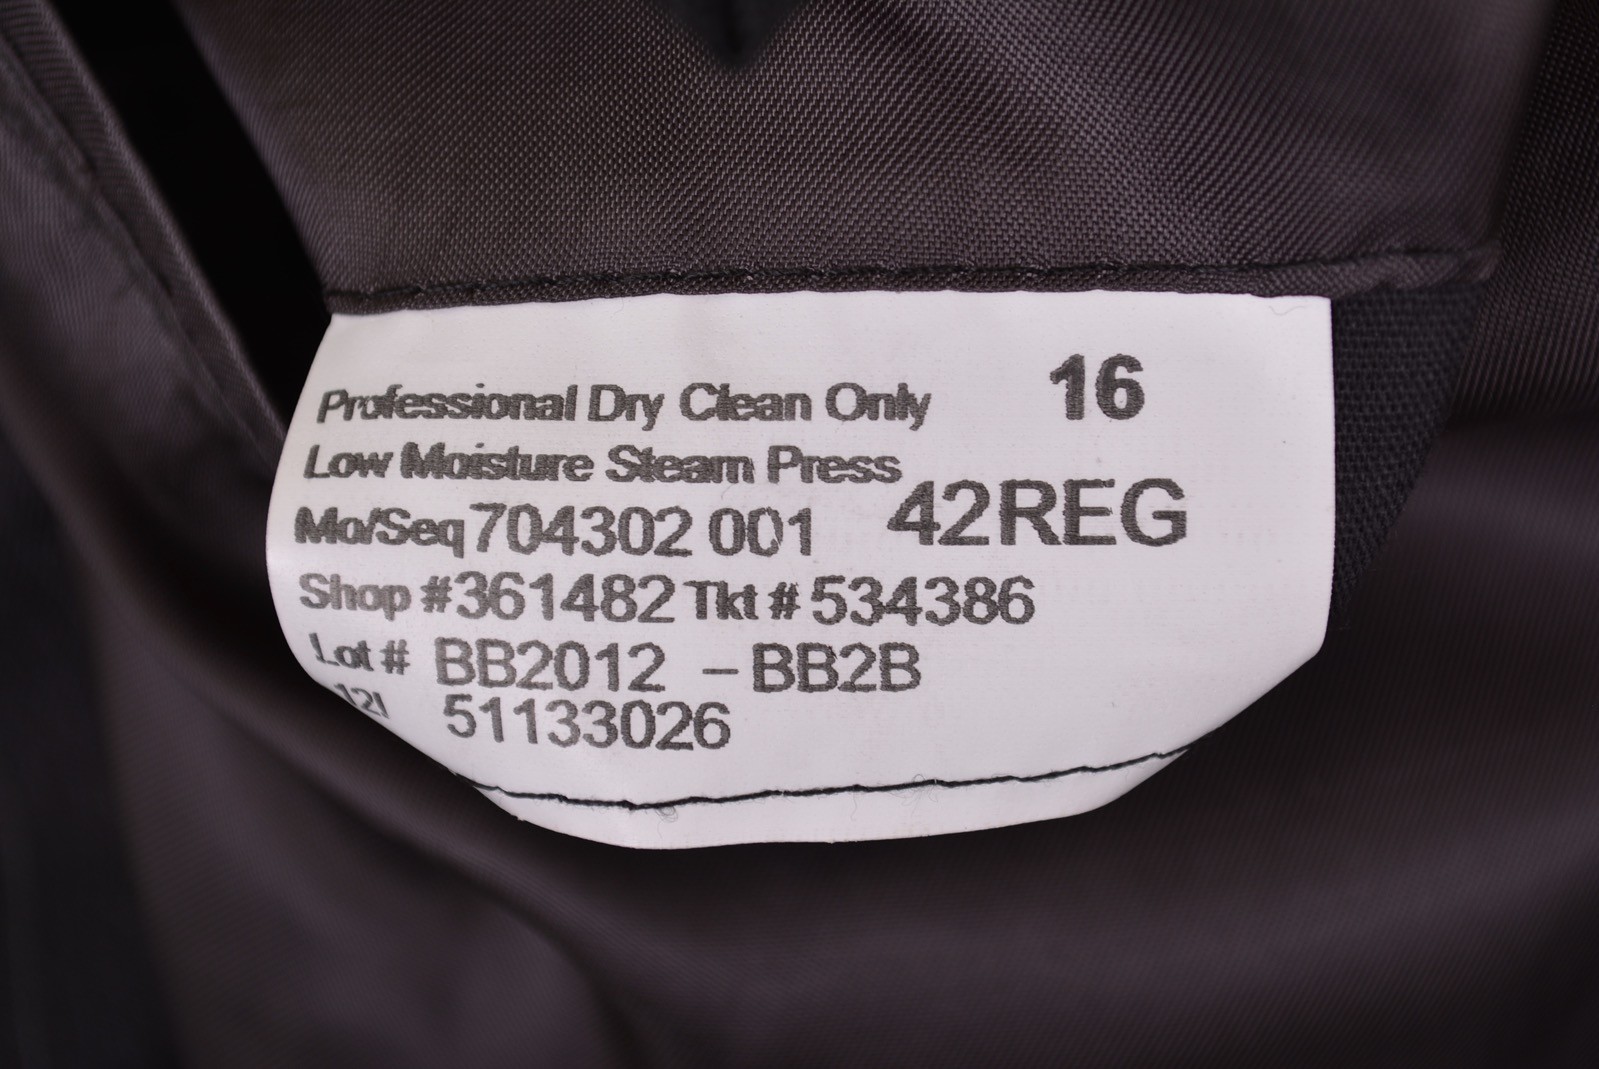 Professional Dry Clean Only 16
Low Moisture Steam Press
Mo/Seq 704302 001 42REG
Shop #361482 Tkt # 534386
Lot # BB2012 -BB2B
51133026